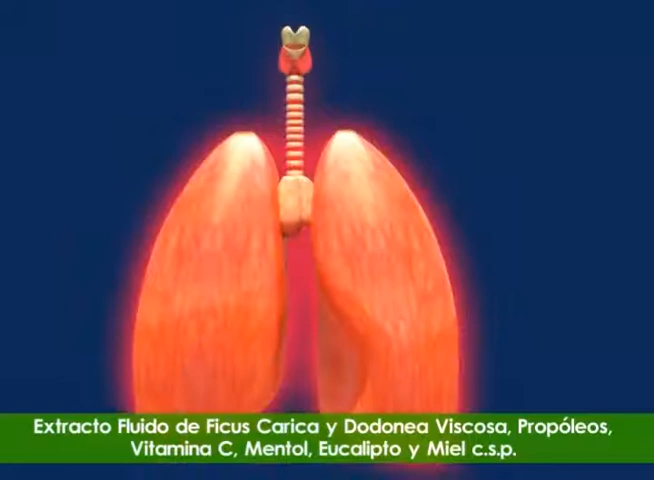 Extracto Fluido de Ficus Carica y Dodonea Viscosa, Propóleos,
Vitamina C, Mentol, Eucalipto y Miel c.s.p.